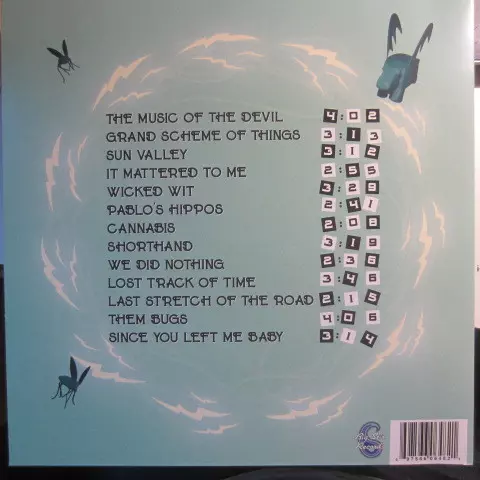 THE MUSIC OF THE DEVIL 4:02
GRAND SCHEME OF THINGS 3:13
SUN VALLEY 3:12
IT MATTERED TO ME 2:55
WICKED WIT 3:29
PABLO'S HIPPOS 2:41
CANNABIS 2:08
SHORTHAND 3:19
WE DID NOTHING 2:36
LOST TRACK OF TIME 3:46
LAST STRETCH OF THE ROAD 2:15
THEM BUGS 4:06
SINCE YOU LEFT ME BABY 3:14
Records